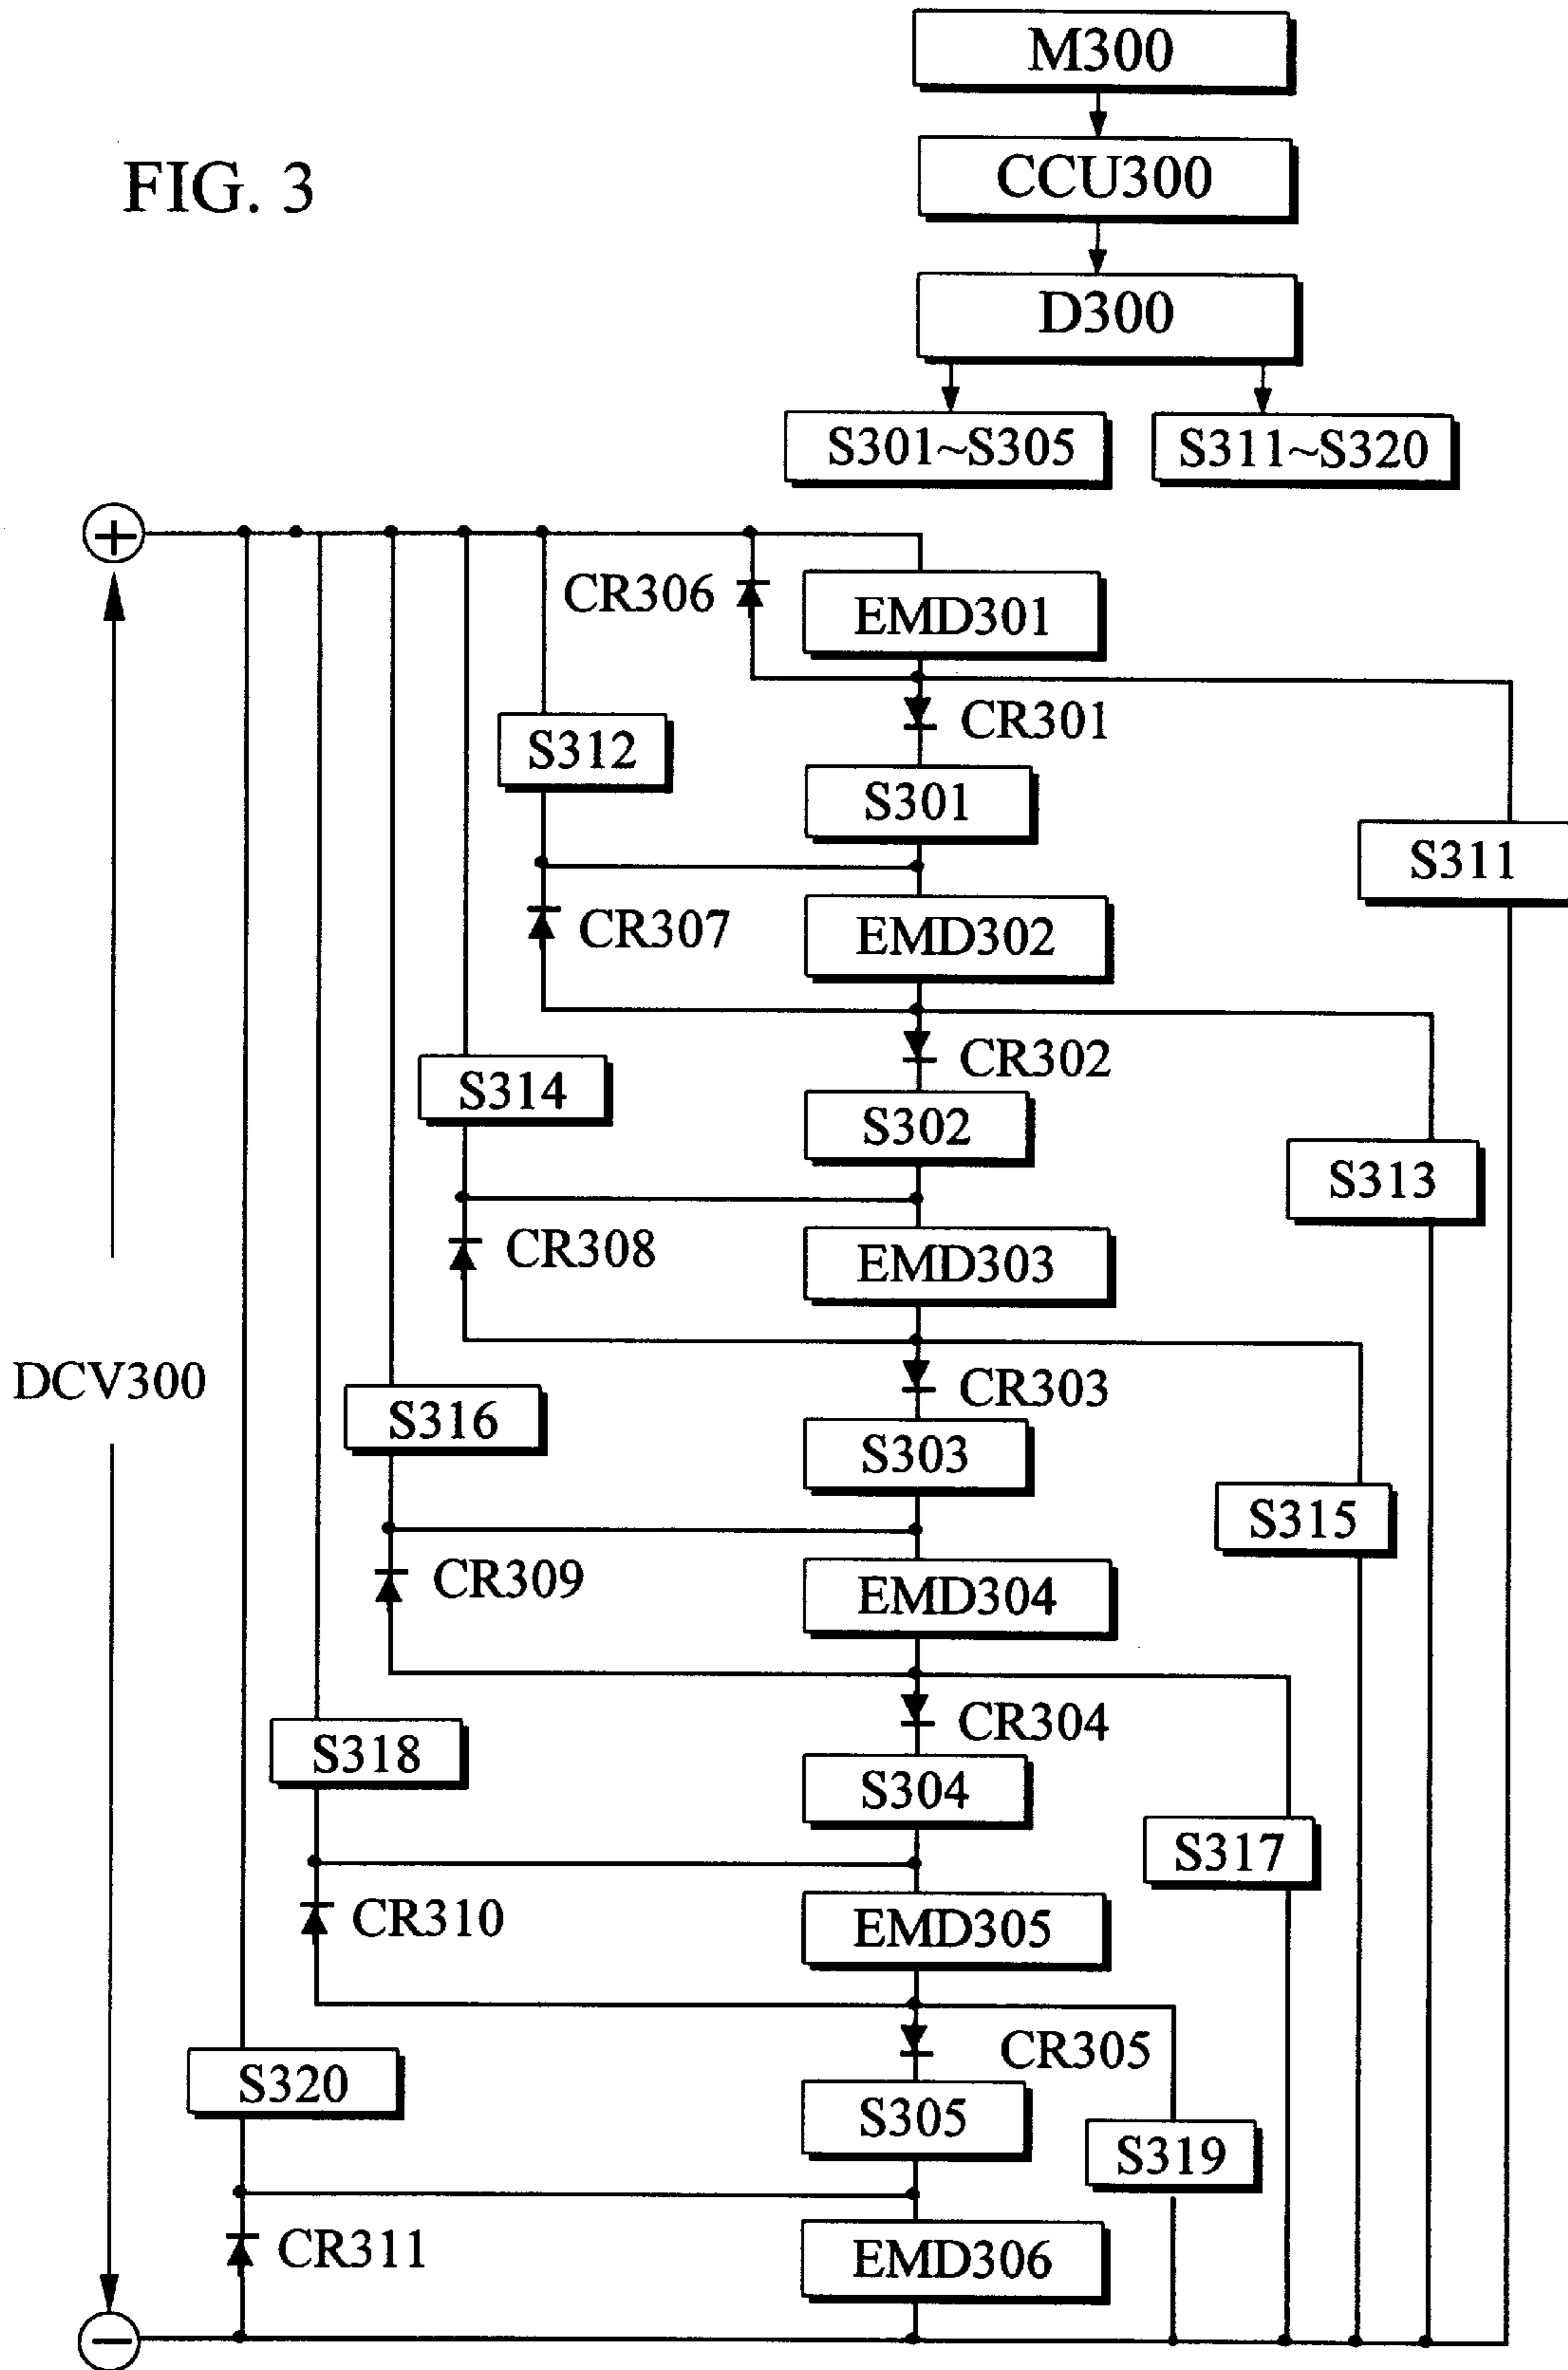 M300
CCU300
FIG. 3
D300
S301~S305 S311~S320
+
CR306 EMD301
CR301
S312
S301
S311
CR307 EMD302
CR302
S314
S302
S313
CR308 EMD303
DCV300
CR303
S316
S303
S315
CR309 EMD304
CR304
S318
S304
S317
CR310 EMD305
CR305
S320
S305
S319
CR311 EMD306
−